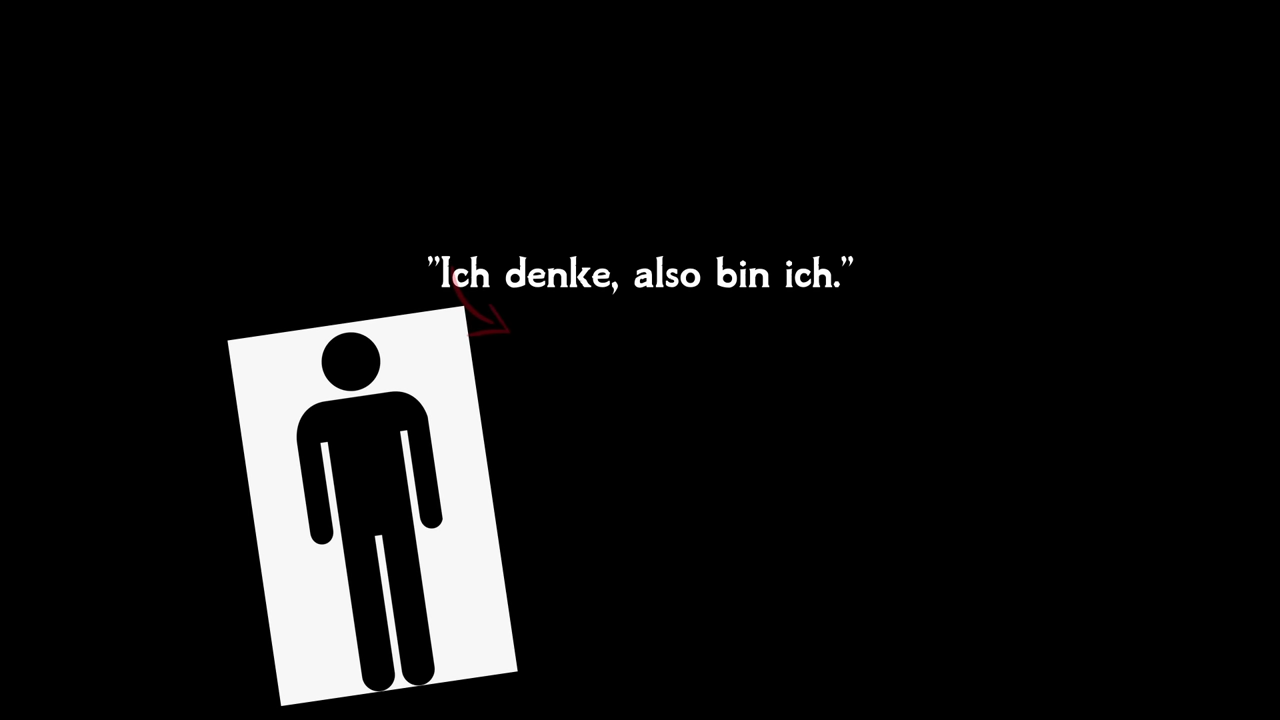 ”Ich denke, also bin ich.”